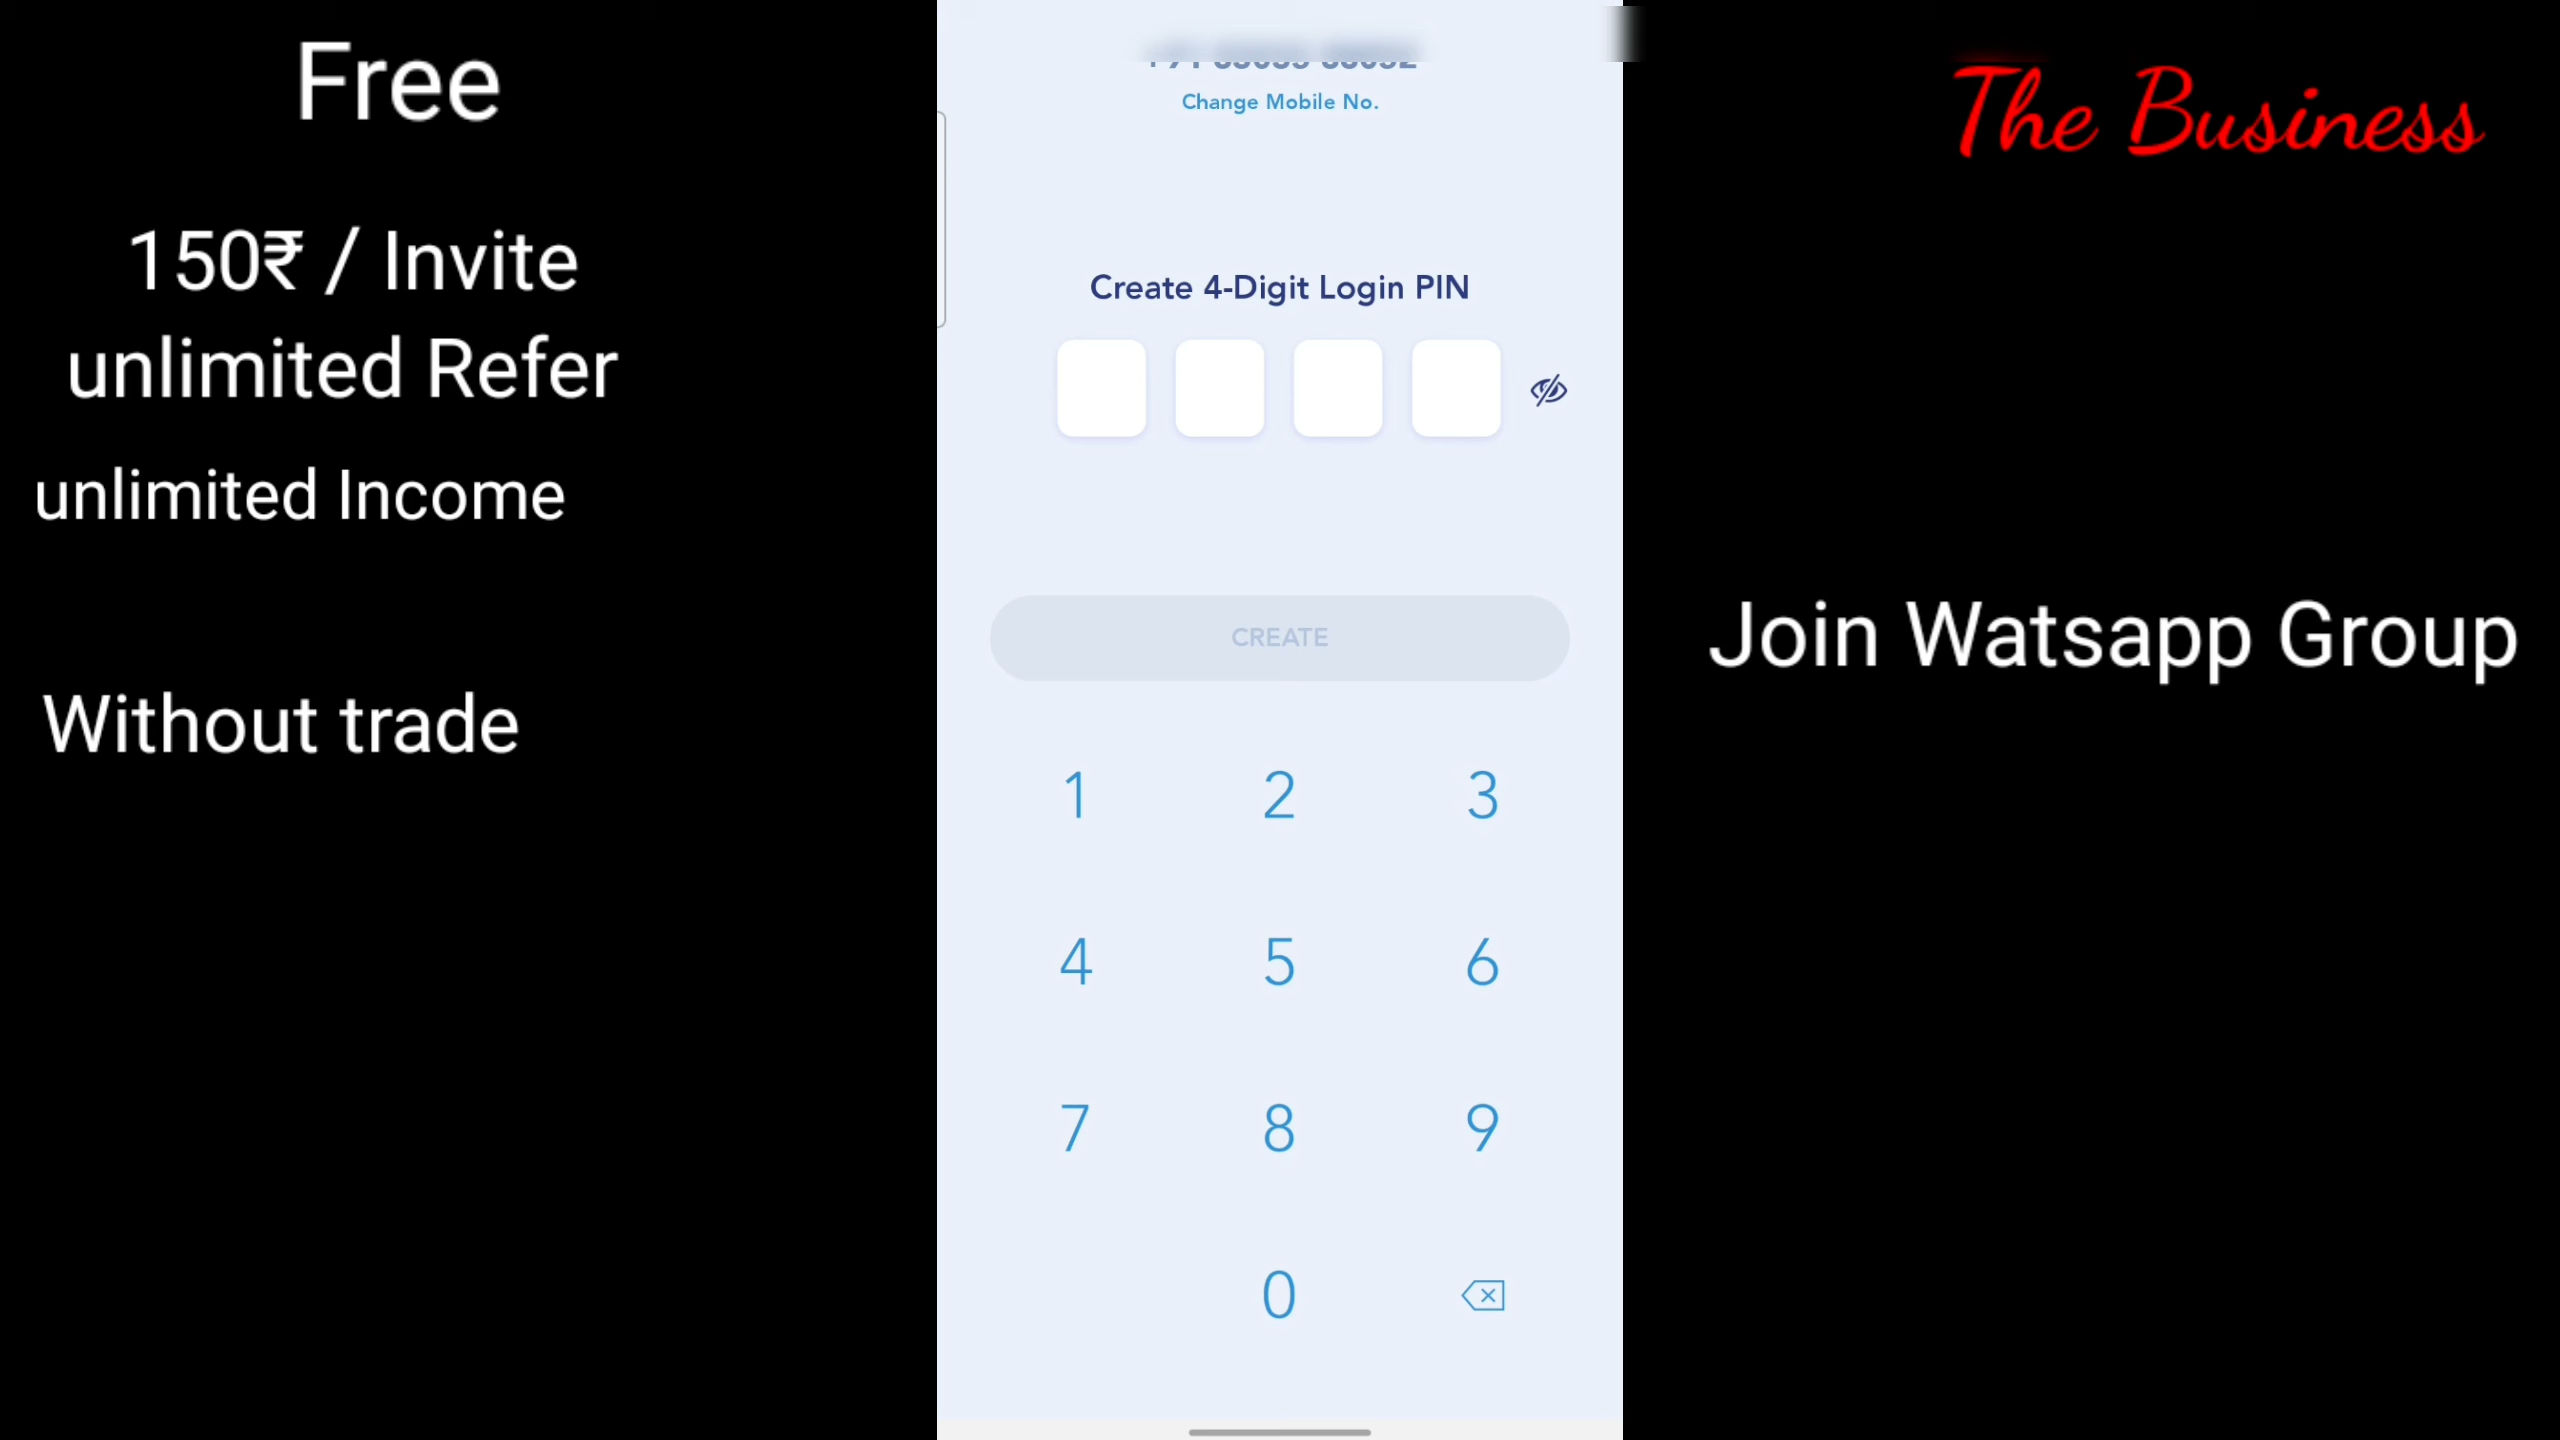 Free
150₹ / Invite
unlimited Refer
unlimited Income
Without trade
Change Mobile No.
Create 4-Digit Login PIN
CREATE
1 2 3
4 5 6
7 8 9
0
The Business
Join Watsapp Group